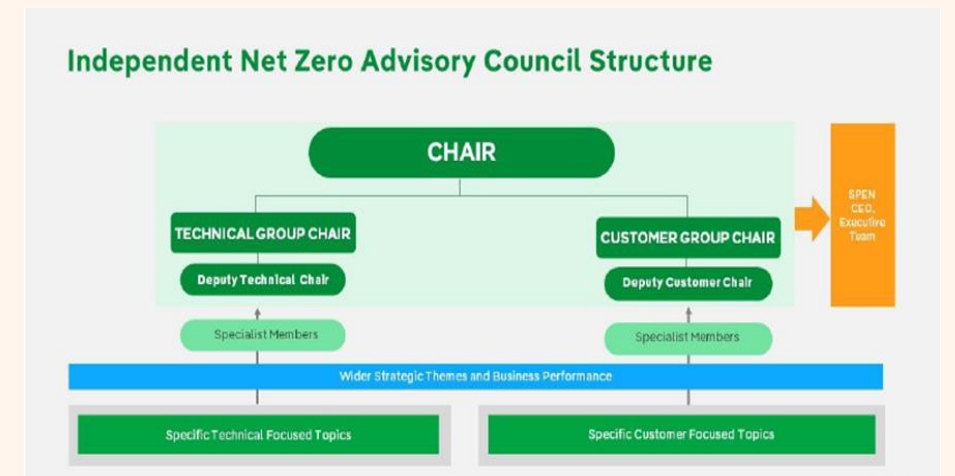 Independent Net Zero Advisory Council Structure
CHAIR
TECHNICAL GROUP CHAIR
CUSTOMER GROUP CHAIR
Deputy Technical Chair
Deputy Customer Chair
SPEN
CEO,
Executive
Team
Specialist Members
Specialist Members
Wider Strategic Themes and Business Performance
Specific Technical Focused Topics
Specific Customer Focused Topics